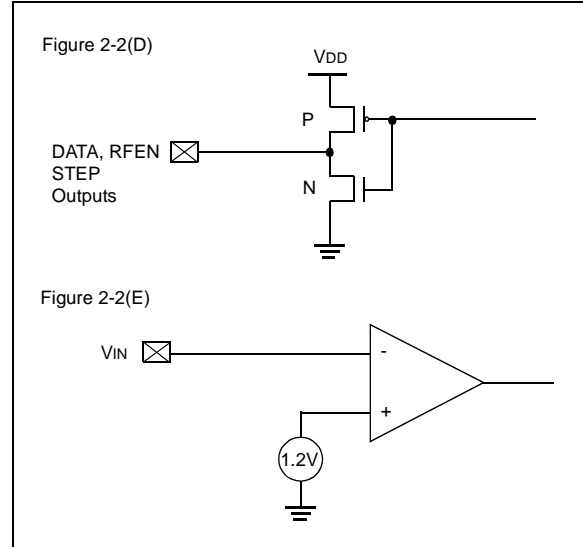 Figure 2-2(D)
VDD
P
DATA, RFEN
STEP
Outputs
N
Figure 2-2(E)
VIN
-
+
1.2V